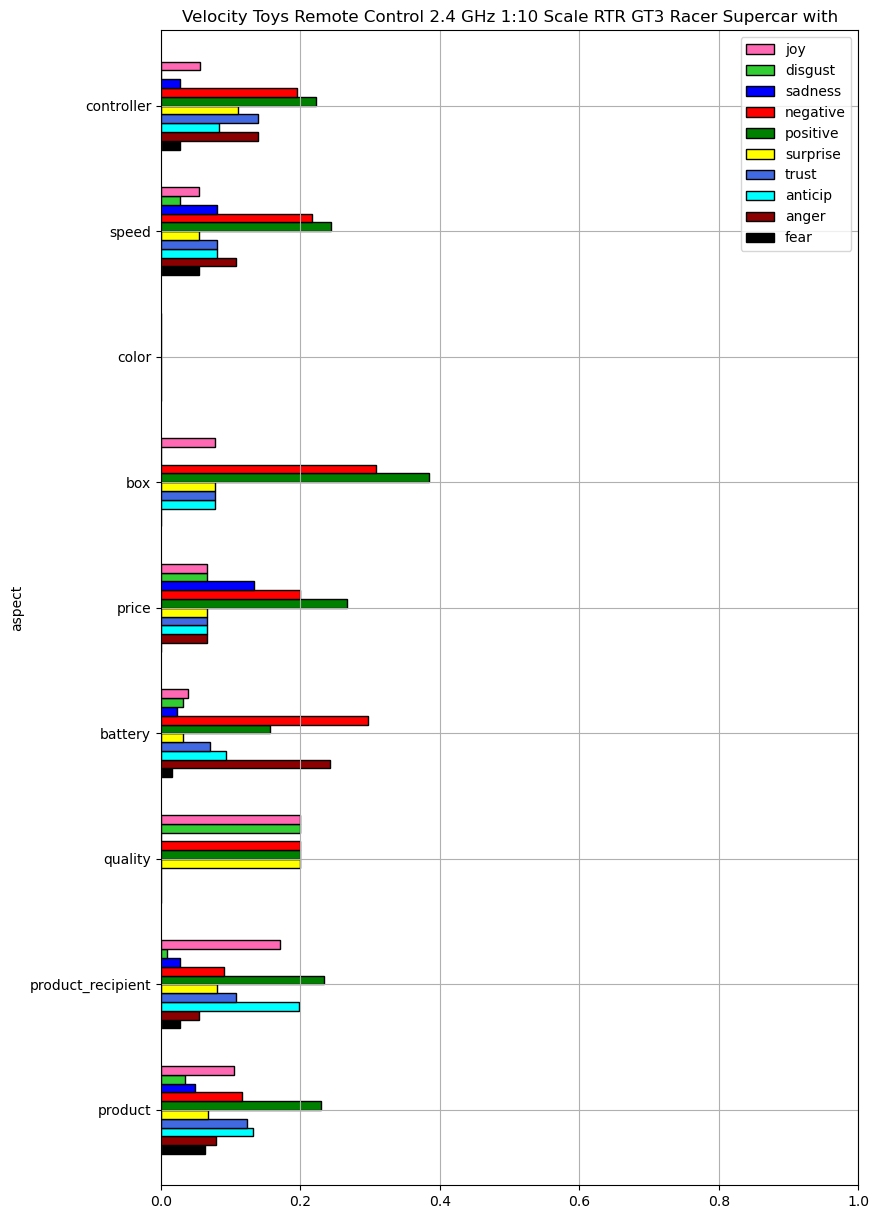 Velocity Toys Remote Control 2.4 GHz 1:10 Scale RTR GT3 Racer Supercar with
joy
disgust
sadness
negative
positive
surprise
trust
anticip
anger
fear
controller
speed
color
box
price
battery
quality
product_recipient
product
aspect
0.0 0.2 0.4 0.6 0.8 1.0